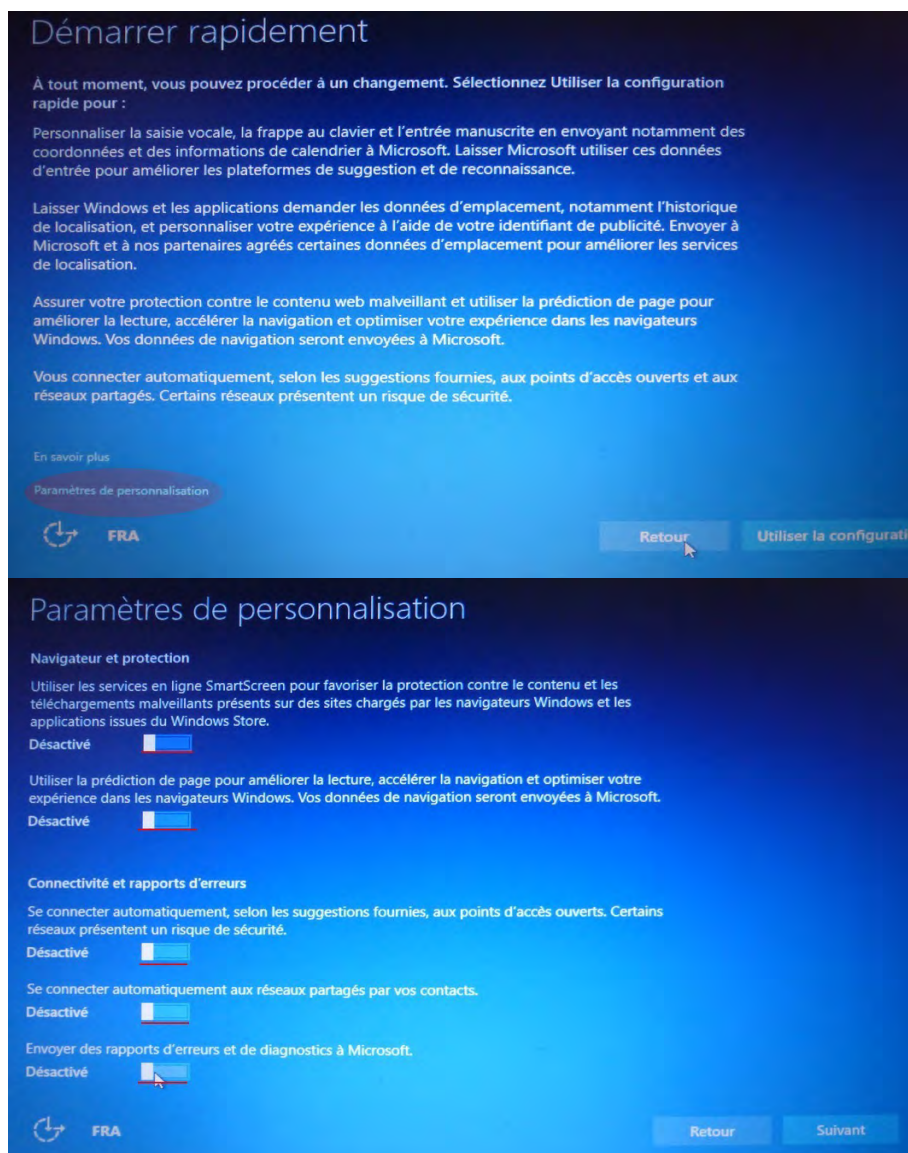 Démarrer rapidement
À tout moment, vous pouvez procéder à un changement. Sélectionnez Utiliser la configuration
rapide pour :
Personnaliser la saisie vocale, la frappe au clavier et l'entrée manuscrite en envoyant notamment des
coordonnées et des informations de calendrier à Microsoft. Laisser Microsoft utiliser ces données
d'entrée pour améliorer les plateformes de suggestion et de reconnaissance.
Laisser Windows et les applications demander les données d'emplacement, notamment l'historique
de localisation, et personnaliser votre expérience à l'aide de votre identifiant de publicité. Envoyer à
Microsoft et à nos partenaires agréés certaines données d'emplacement pour améliorer les services
de localisation.
Assurer votre protection contre le contenu web malveillant et utiliser la prédiction de page pour
améliorer la lecture, accélérer la navigation et optimiser votre expérience dans les navigateurs
Windows. Vos données de navigation seront envoyées à Microsoft.
Vous connecter automatiquement, selon les suggestions fournies, aux points d'accès ouverts et aux
réseaux partagés. Certains réseaux présentent un risque de sécurité.
En savoir plus
Paramètres de personnalisation
FRA Retour Utiliser la configurati
Paramètres de personnalisation
Navigateur et protection
Utiliser les services en ligne SmartScreen pour favoriser la protection contre le contenu et les
téléchargements malveillants présents sur des sites chargés par les navigateurs Windows et les
applications issues du Windows Store.
Désactivé
Utiliser la prédiction de page pour améliorer la lecture, accélérer la navigation et optimiser votre
expérience dans les navigateurs Windows. Vos données de navigation seront envoyées à Microsoft.
Désactivé
Connectivité et rapports d'erreurs
Se connecter automatiquement, selon les suggestions fournies, aux points d'accès ouverts. Certains
réseaux présentent un risque de sécurité.
Désactivé
Se connecter automatiquement aux réseaux partagés par vos contacts.
Désactivé
Envoyer des rapports d'erreurs et de diagnostics à Microsoft.
Désactivé
FRA Retour Suivant